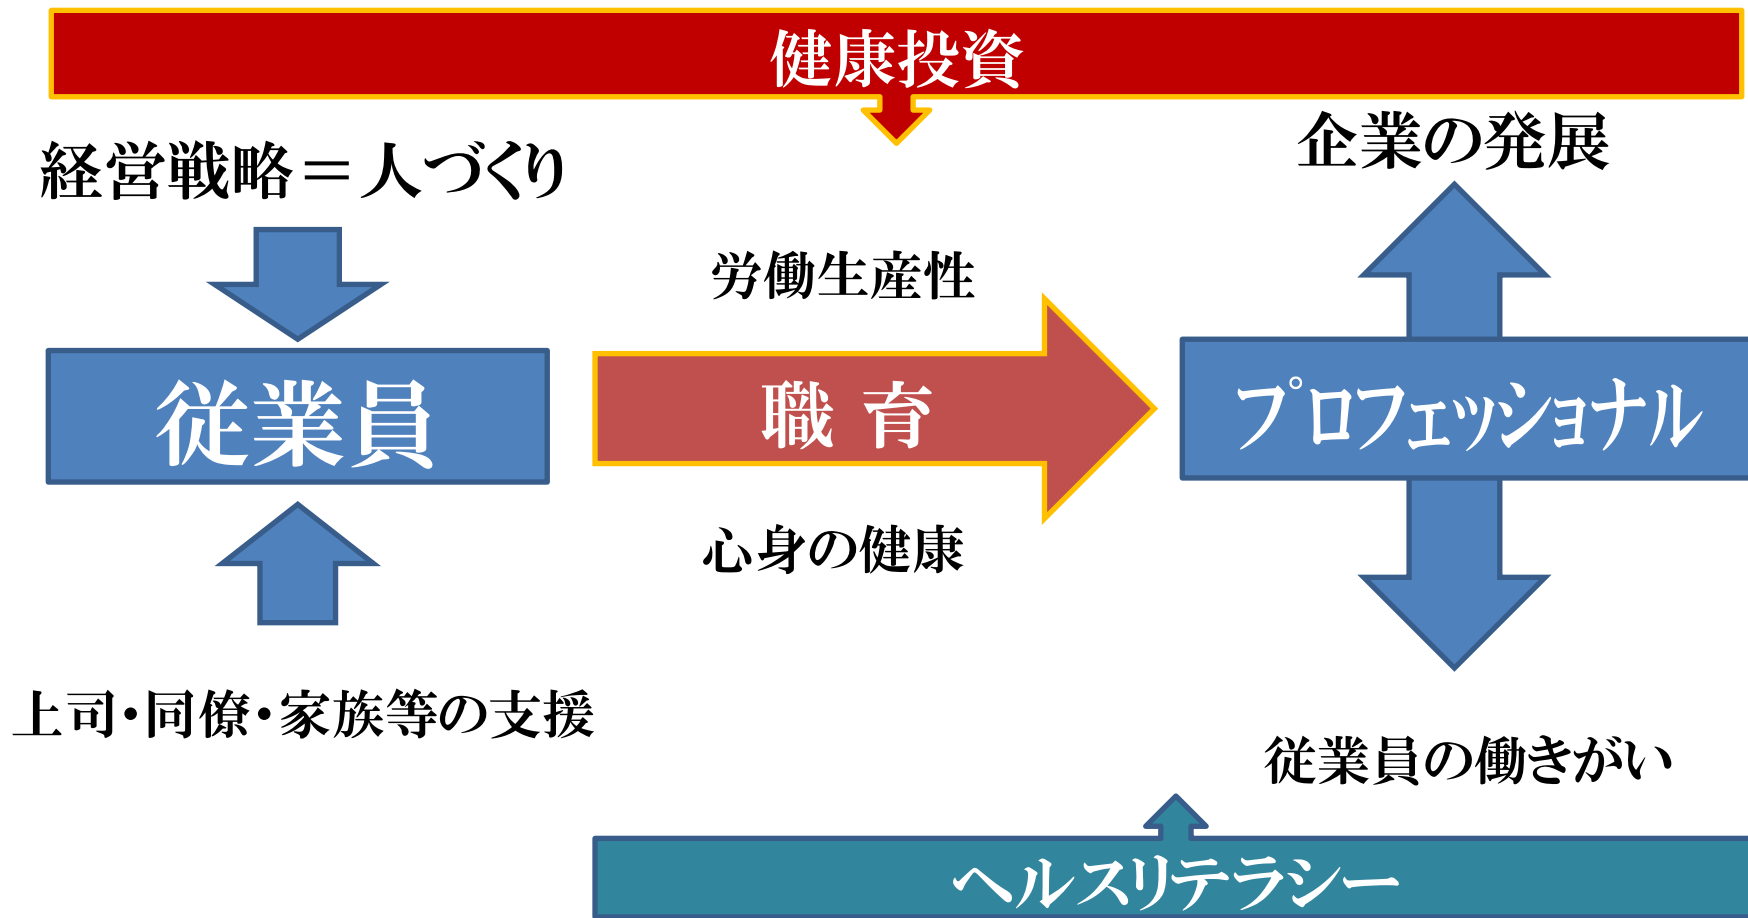 健康投資
経営戦略＝人づくり
企業の発展
労働生産性
従業員
職 育
プロフェッショナル
心身の健康
上司・同僚・家族等の支援
従業員の働きがい
ヘルスリテラシー